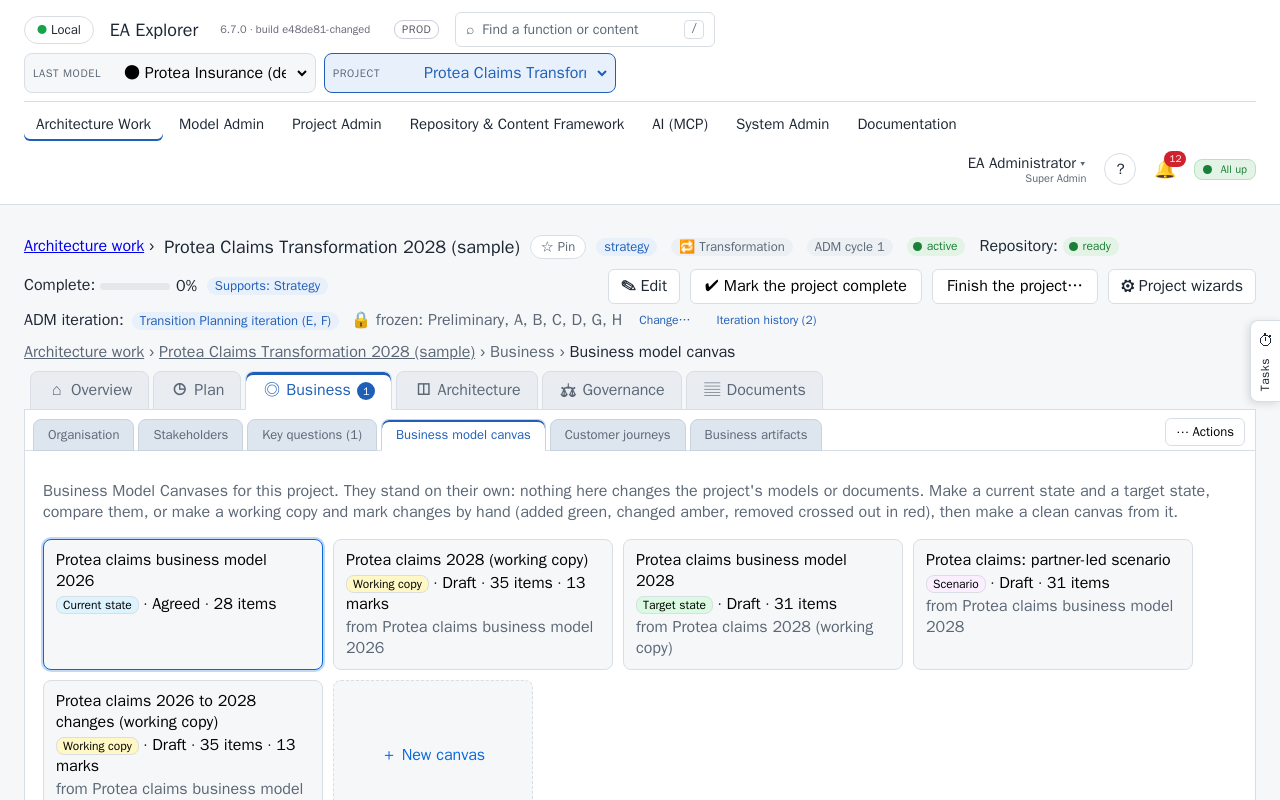 Local
EA Explorer
6.7.0 · build e48de81-changed
PROD
Find a function or content
/
LAST MODEL
Protea Insurance (de
PROJECT
Protea Claims Transfor
Architecture Work
Model Admin
Project Admin
Repository & Content Framework
AI (MCP)
System Admin
Documentation
EA Administrator ▾
Super Admin
?
12
All up
Architecture work ›
Protea Claims Transformation 2028 (sample)
☆ Pin
strategy
🔁 Transformation
ADM cycle 1
active
Repository:
ready
Complete:
0%
Supports: Strategy
✎ Edit
✔ Mark the project complete
Finish the project···
⚙ Project wizards
ADM iteration:
Transition Planning iteration (E, F)
🔒 frozen: Preliminary, A, B, C, D, G, H
Change···
Iteration history (2)
Tasks
Architecture work › Protea Claims Transformation 2028 (sample) › Business › Business model canvas
Overview
Plan
Business 1
Architecture
Governance
Documents
Organisation
Stakeholders
Key questions (1)
Business model canvas
Customer journeys
Business artifacts
··· Actions
Business Model Canvases for this project. They stand on their own: nothing here changes the project's models or documents. Make a current state and a target state,
compare them, or make a working copy and mark changes by hand (added green, changed amber, removed crossed out in red), then make a clean canvas from it.
Protea claims business model
2026
Current state · Agreed · 28 items
Protea claims 2028 (working copy)
Working copy · Draft · 35 items · 13
marks
from Protea claims business model
2026
Protea claims business model
2028
Target state · Draft · 31 items
from Protea claims 2028 (working
copy)
Protea claims: partner-led scenario
Scenario · Draft · 31 items
from Protea claims business model
2028
Protea claims 2026 to 2028
changes (working copy)
Working copy · Draft · 35 items · 13
marks
from Protea claims business model
+ New canvas